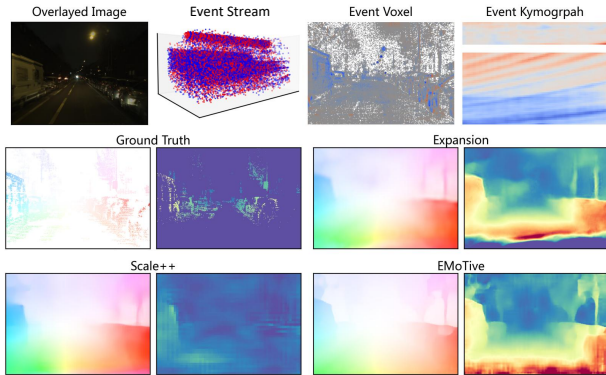 Overlayed Image
Event Stream
Event Voxel
Event Kymogrpah
Ground Truth
Expansion
Scale++
EMoTive